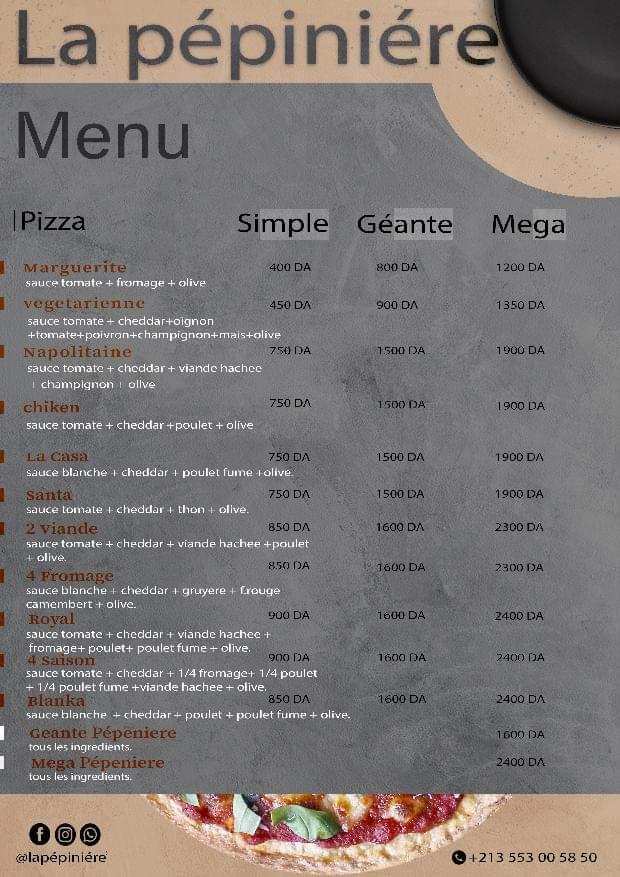 La pépiniére
Menu
Pizza Simple Géante Mega
Marguerite 400 DA 800 DA 1200 DA
sauce tomate + fromage + olive
vegetarienne 450 DA 900 DA 1350 DA
sauce tomate + cheddar+oignon
+tomate+poivron+champignon+mais+olive
Napolitaine 750 DA 1500 DA 1900 DA
sauce tomate + cheddar + viande hachee
+ champignon + olive
chiken 750 DA 1500 DA 1900 DA
sauce tomate + cheddar +poulet + olive
La Casa 750 DA 1500 DA 1900 DA
sauce blanche + cheddar + poulet fume +olive.
Santa 750 DA 1500 DA 1900 DA
sauce tomate + cheddar + thon + olive.
2 Viande 850 DA 1600 DA 2300 DA
sauce tomate + cheddar + viande hachee +poulet
+ olive.
4 Fromage 850 DA 1600 DA 2300 DA
sauce blanche + cheddar + gruyere + f.rouge
camembert + olive.
Royal 900 DA 1600 DA 2400 DA
sauce tomate + cheddar + viande hachee +
fromage+ poulet+ poulet fume + olive.
4 Saison 900 DA 1600 DA 2400 DA
sauce tomate + cheddar + 1/4 fromage+ 1/4 poulet
+ 1/4 poulet fume +viande hachee + olive.
Blanka 850 DA 1600 DA 2400 DA
sauce blanche + cheddar + poulet + poulet fume + olive.
Geante Pépeniere 1600 DA
tous les ingredients.
Mega Pépeniere 2400 DA
tous les ingredients.
@lapépiniére
+213 553 00 58 50